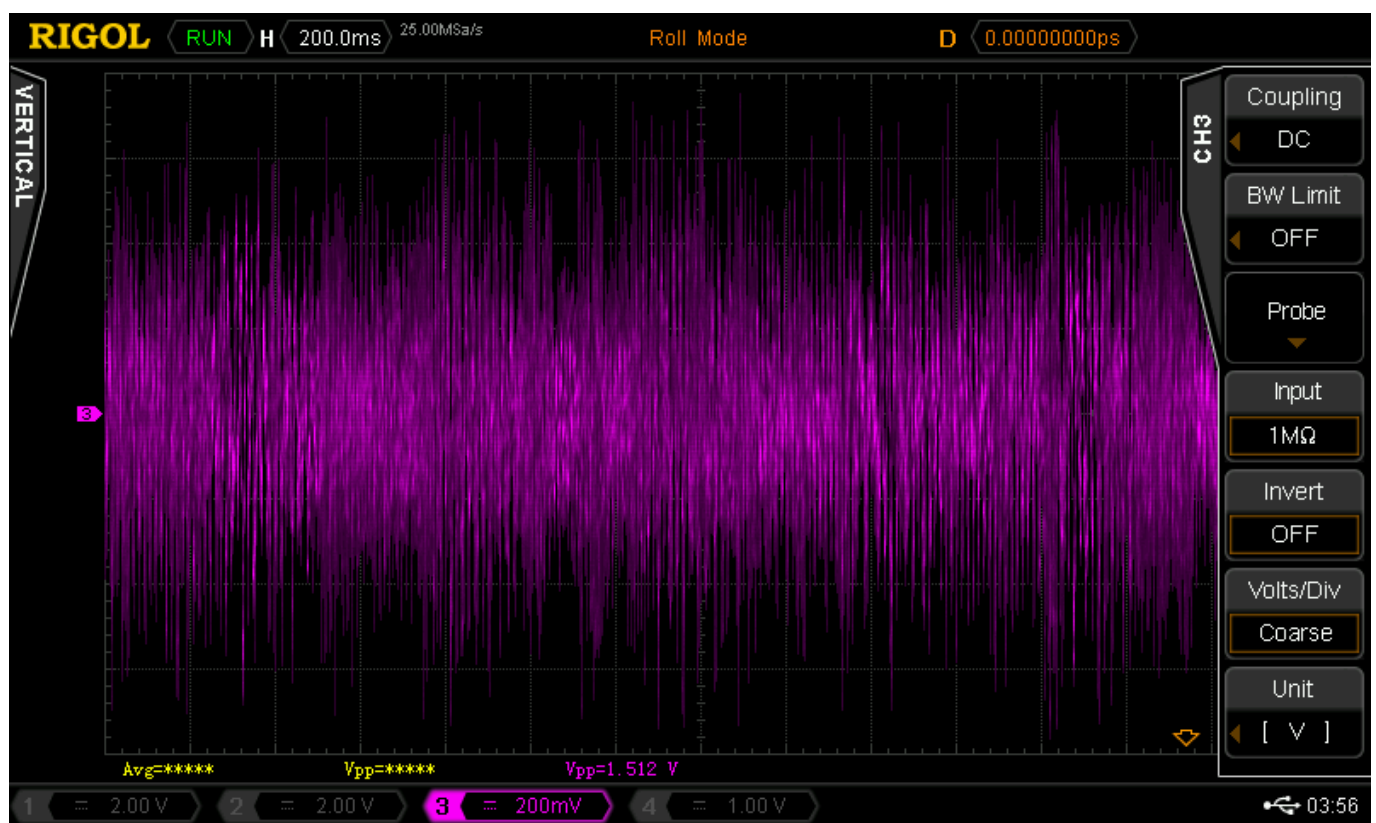 RIGOL RUN H 200.0ms 25.00MSa/s Roll Mode D 0.00000000ps
VERTICAL
CH3
Coupling
DC
BW Limit
OFF
Probe
Input
1MΩ
Invert
OFF
Volts/Div
Coarse
Unit
[ V ]
3
Avg=***** Vpp=***** Vpp=1.512 V
1 = 2.00 V 2 = 2.00 V 3 = 200mV 4 = 1.00 V 03:56